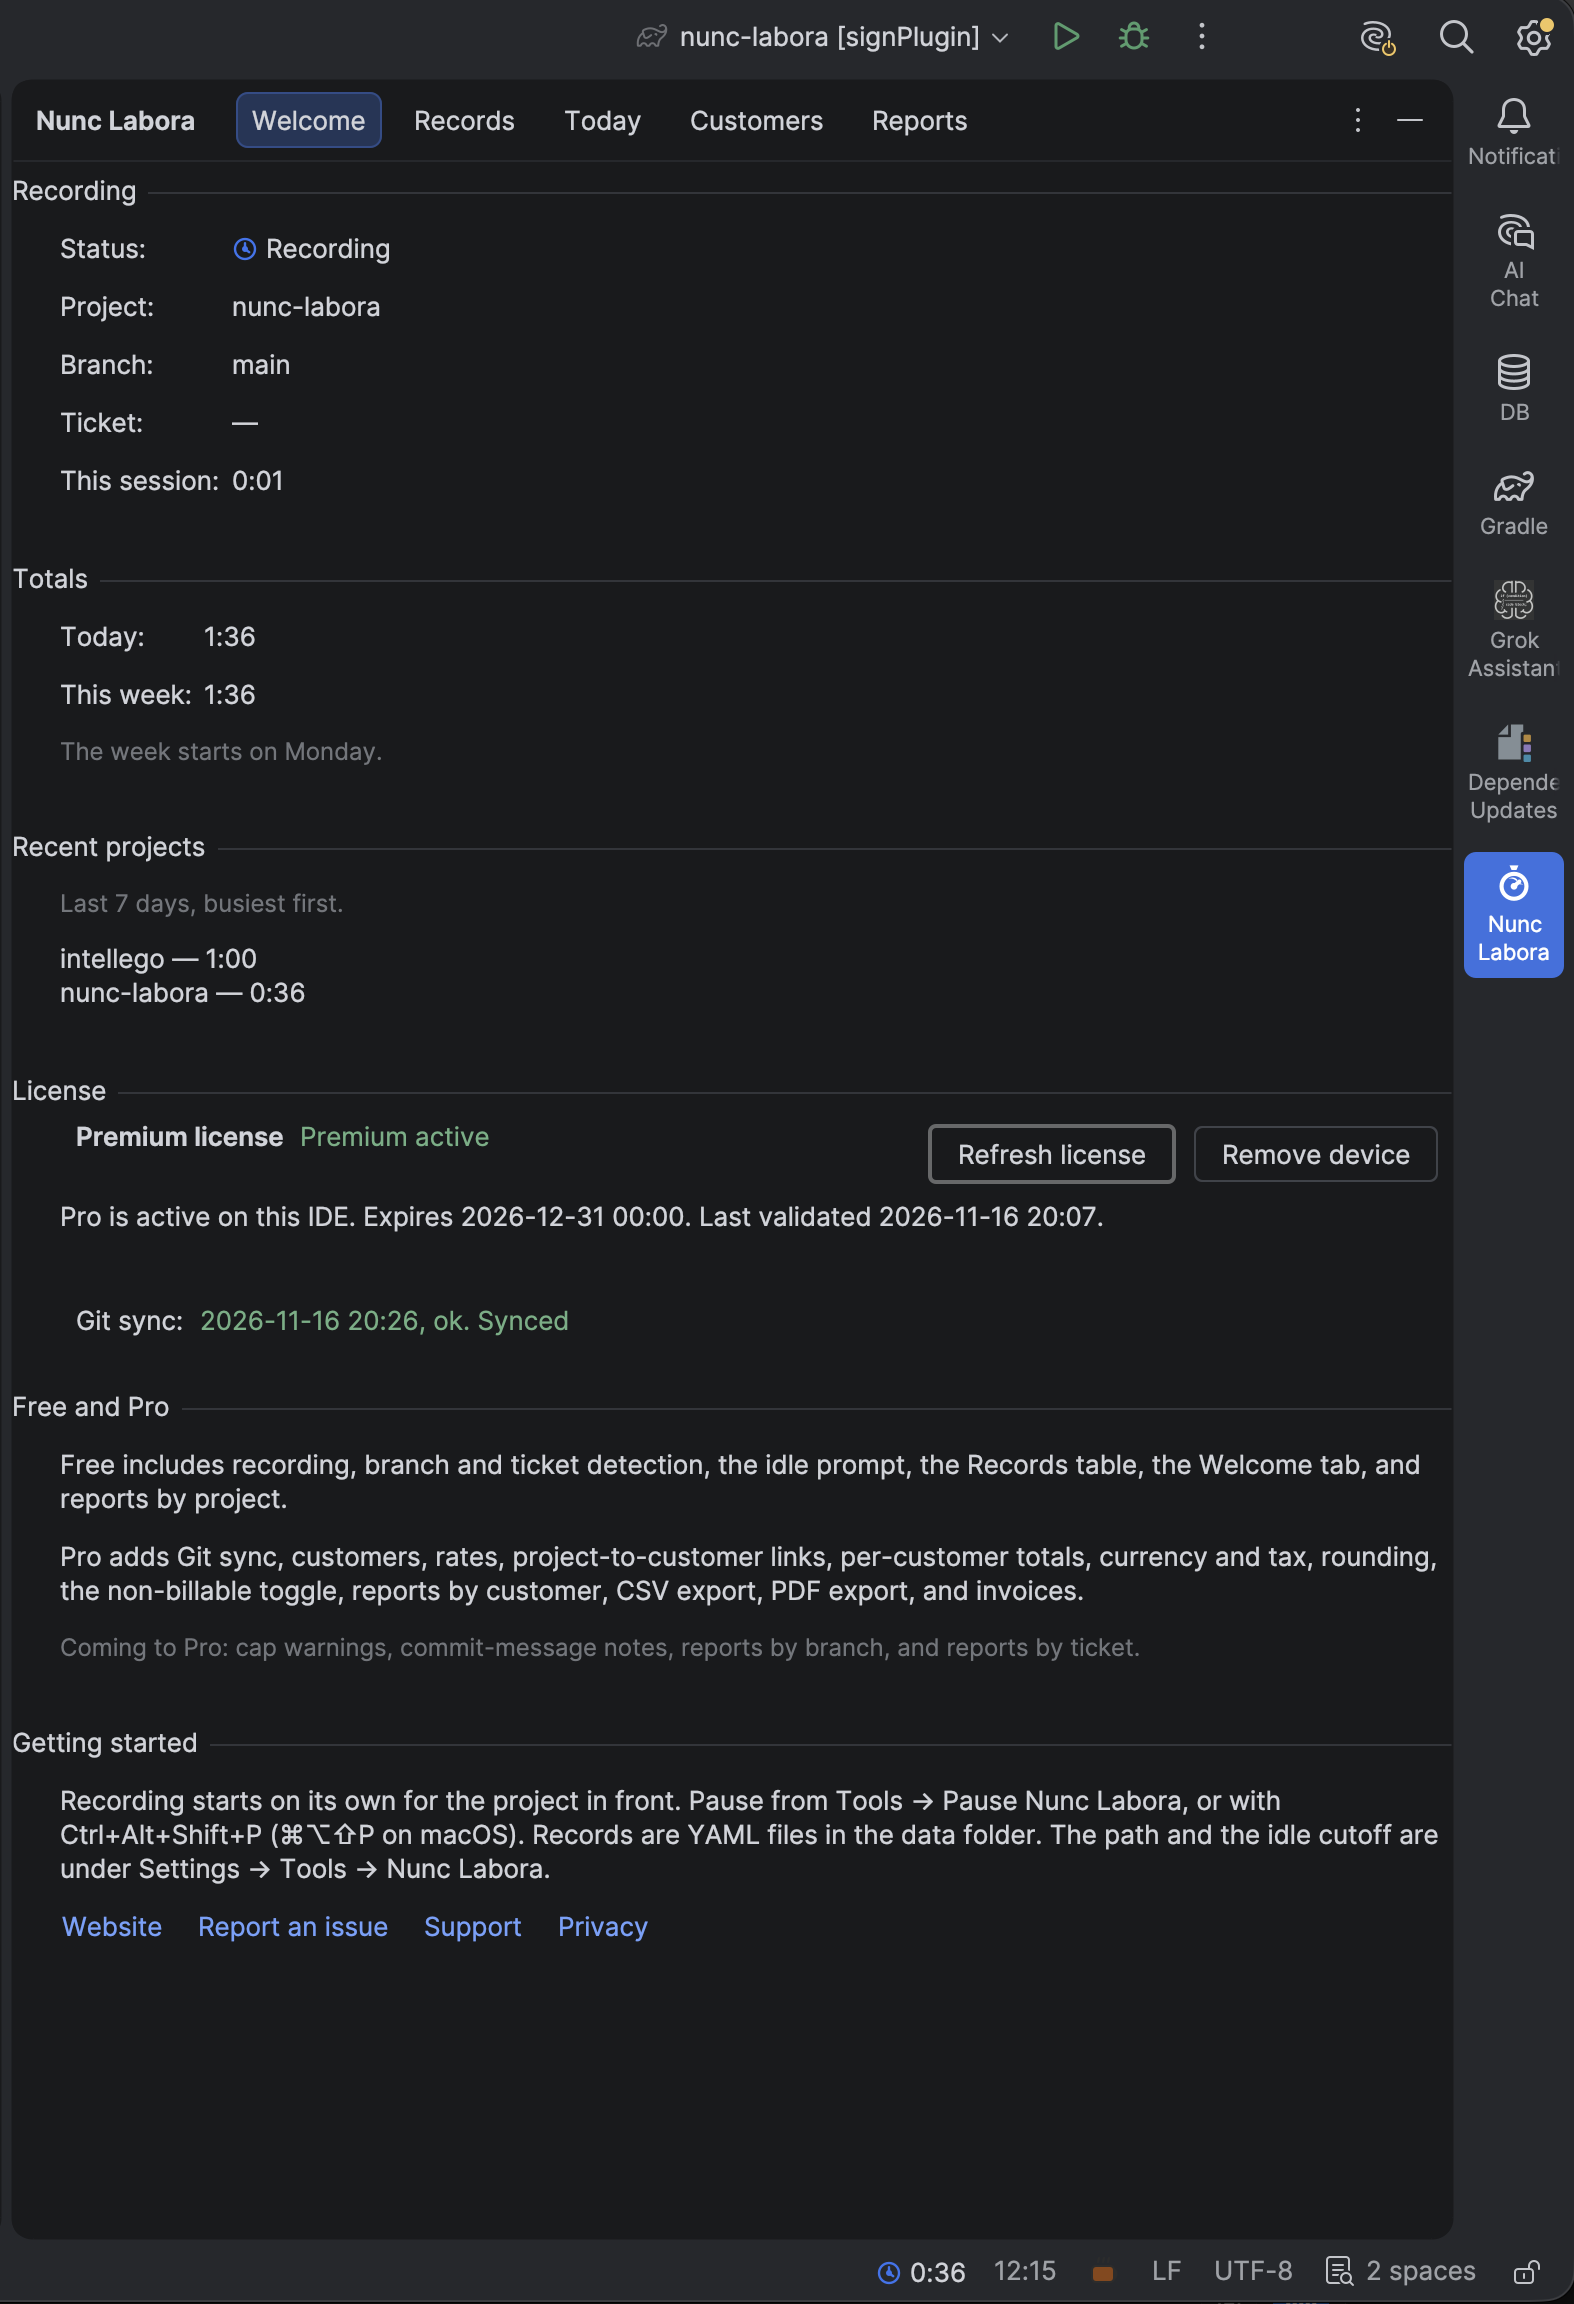 nunc-labora [signPlugin]
Nunc Labora
Welcome
Records
Today
Customers
Reports
Recording
Status: Recording
Project: nunc-labora
Branch: main
Ticket: —
This session: 0:01
Totals
Today: 1:36
This week: 1:36
The week starts on Monday.
Recent projects
Last 7 days, busiest first.
intellego — 1:00
nunc-labora — 0:36
License
Premium license Premium active
Refresh license
Remove device
Pro is active on this IDE. Expires 2026-12-31 00:00. Last validated 2026-11-16 20:07.
Git sync: 2026-11-16 20:26, ok. Synced
Free and Pro
Free includes recording, branch and ticket detection, the idle prompt, the Records table, the Welcome tab, and
reports by project.
Pro adds Git sync, customers, rates, project-to-customer links, per-customer totals, currency and tax, rounding,
the non-billable toggle, reports by customer, CSV export, PDF export, and invoices.
Coming to Pro: cap warnings, commit-message notes, reports by branch, and reports by ticket.
Getting started
Recording starts on its own for the project in front. Pause from Tools → Pause Nunc Labora, or with
Ctrl+Alt+Shift+P (⌘⌥⇧P on macOS). Records are YAML files in the data folder. The path and the idle cutoff are
under Settings → Tools → Nunc Labora.
Website
Report an issue
Support
Privacy
Notificati
AI
Chat
DB
Gradle
Grok
Assistant
Depende
Updates
Nunc
Labora
0:36
12:15
LF
UTF-8
2 spaces